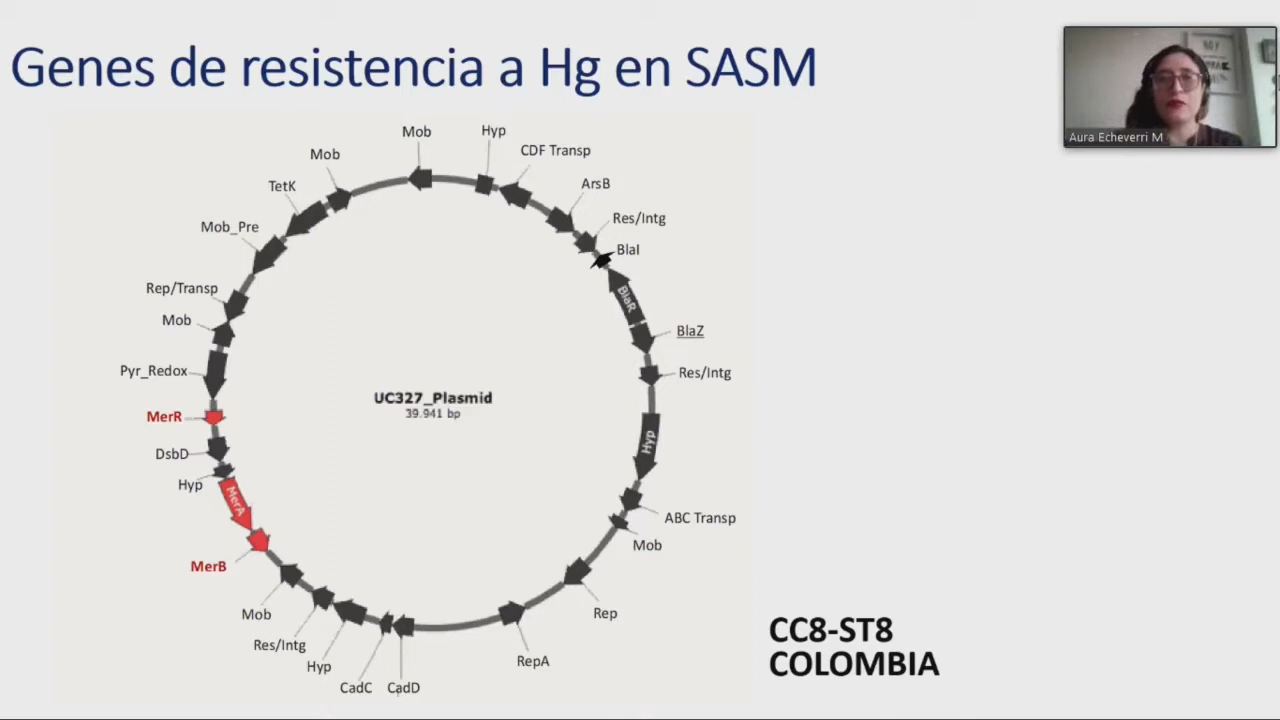 Genes de resistencia a Hg en SASM
Aura Echeverri M
Mob
Hyp
CDF Transp
ArsB
Res/Intg
BlaI
BlaR
BlaZ
Res/Intg
Hyp
ABC Transp
Mob
Rep
RepA
CadD
CadC
Hyp
Res/Intg
Mob
MerB
MerA
Hyp
DsbD
MerR
Pyr_Redox
Mob
Rep/Transp
Mob_Pre
TetK
Mob
UC327_Plasmid
39.941 bp
CC8-ST8
COLOMBIA